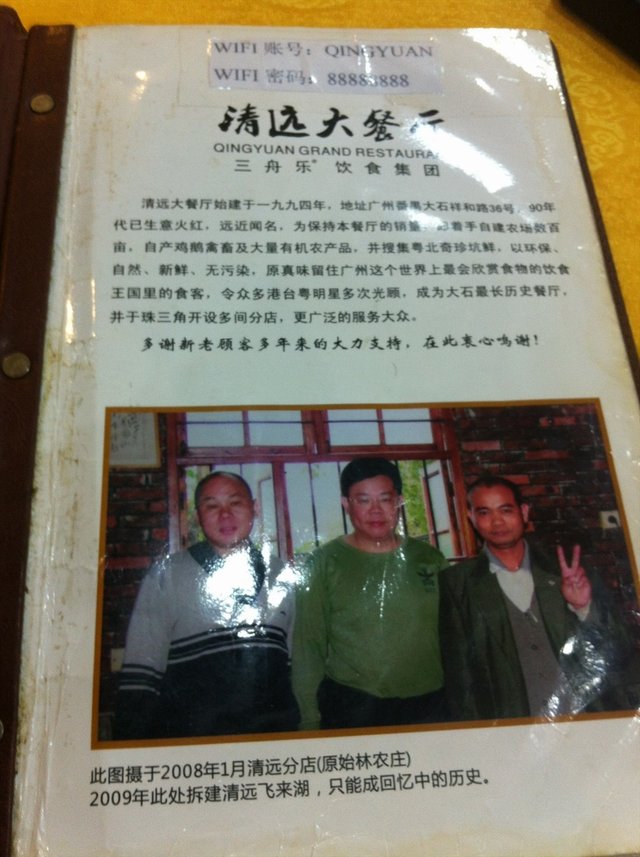 WIFI 账号：QINGYUAN
WIFI 密码：88888888
清远大餐厅
QINGYUAN GRAND RESTAURA
三舟乐® 饮食集团
清远大餐厅始建于一九九四年，地址广州番禺大石祥和路36号，90年
代已生意火红，远近闻名，为保持本餐厅的销量，着手自建农场数百
亩，自产鸡鹅禽畜及大量有机农产品，并搜集粤北奇珍坑鲜，以环保、
自然、新鲜、无污染，原真味留住广州这个世界上最会欣赏食物的饮食
王国里的食客，令众多港台粤明星多次光顾，成为大石最长历史餐厅，
并于珠三角开设多间分店，更广泛的服务大众。
多谢新老顾客多年来的大力支持，在此衷心鸣谢！
此图摄于2008年1月清远分店(原始林农庄)
2009年此处拆建清远飞来湖，只能成回忆中的历史。